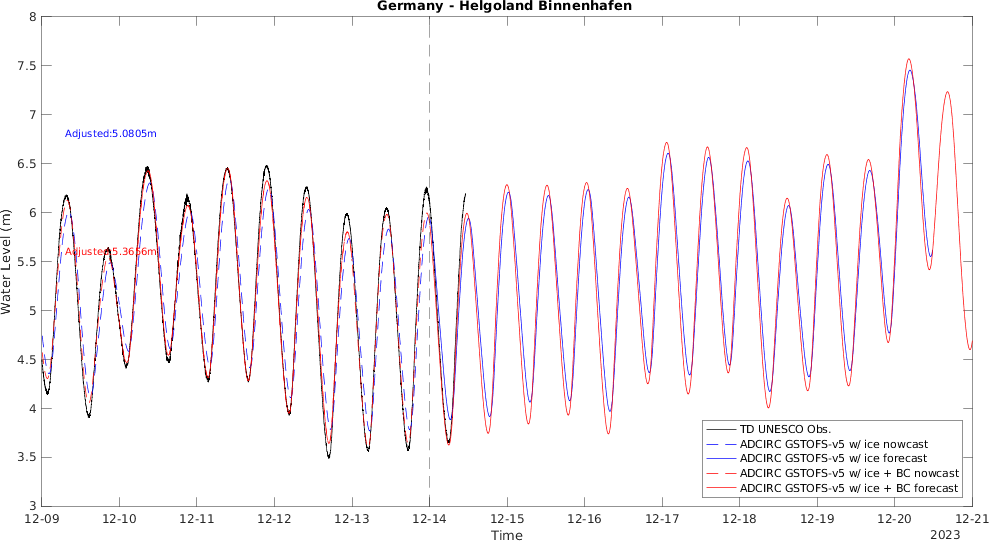 Germany - Helgoland Binnenhafen
8
7.5
7
6.5
6
5.5
5
4.5
4
3.5
3
Water Level (m)
Adjusted:5.0805m
Adjusted:5.3656m
TD UNESCO Obs.
ADCIRC GSTOFS-v5 w/ ice nowcast
ADCIRC GSTOFS-v5 w/ ice forecast
ADCIRC GSTOFS-v5 w/ ice + BC nowcast
ADCIRC GSTOFS-v5 w/ ice + BC forecast
12-09 12-10 12-11 12-12 12-13 12-14 12-15 12-16 12-17 12-18 12-19 12-20 12-21
Time
2023